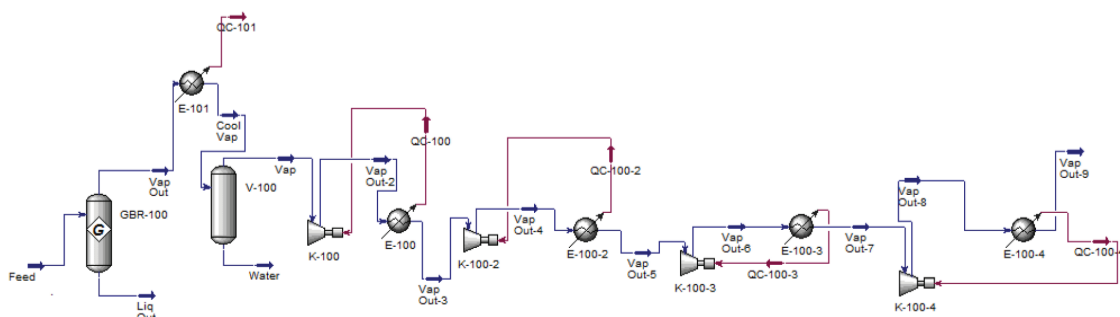 QC-101
E-101
Cool
Vap
Vap
Out
GBR-100
G
Feed
Liq
Out
V-100
Water
Vap
K-100
Vap
Out-2
QC-100
E-100
Vap
Out-3
K-100-2
Vap
Out-4
QC-100-2
E-100-2
Vap
Out-5
K-100-3
Vap
Out-6
E-100-3
QC-100-3
Vap
Out-7
Vap
Out-8
K-100-4
E-100-4
Vap
Out-9
QC-100-4